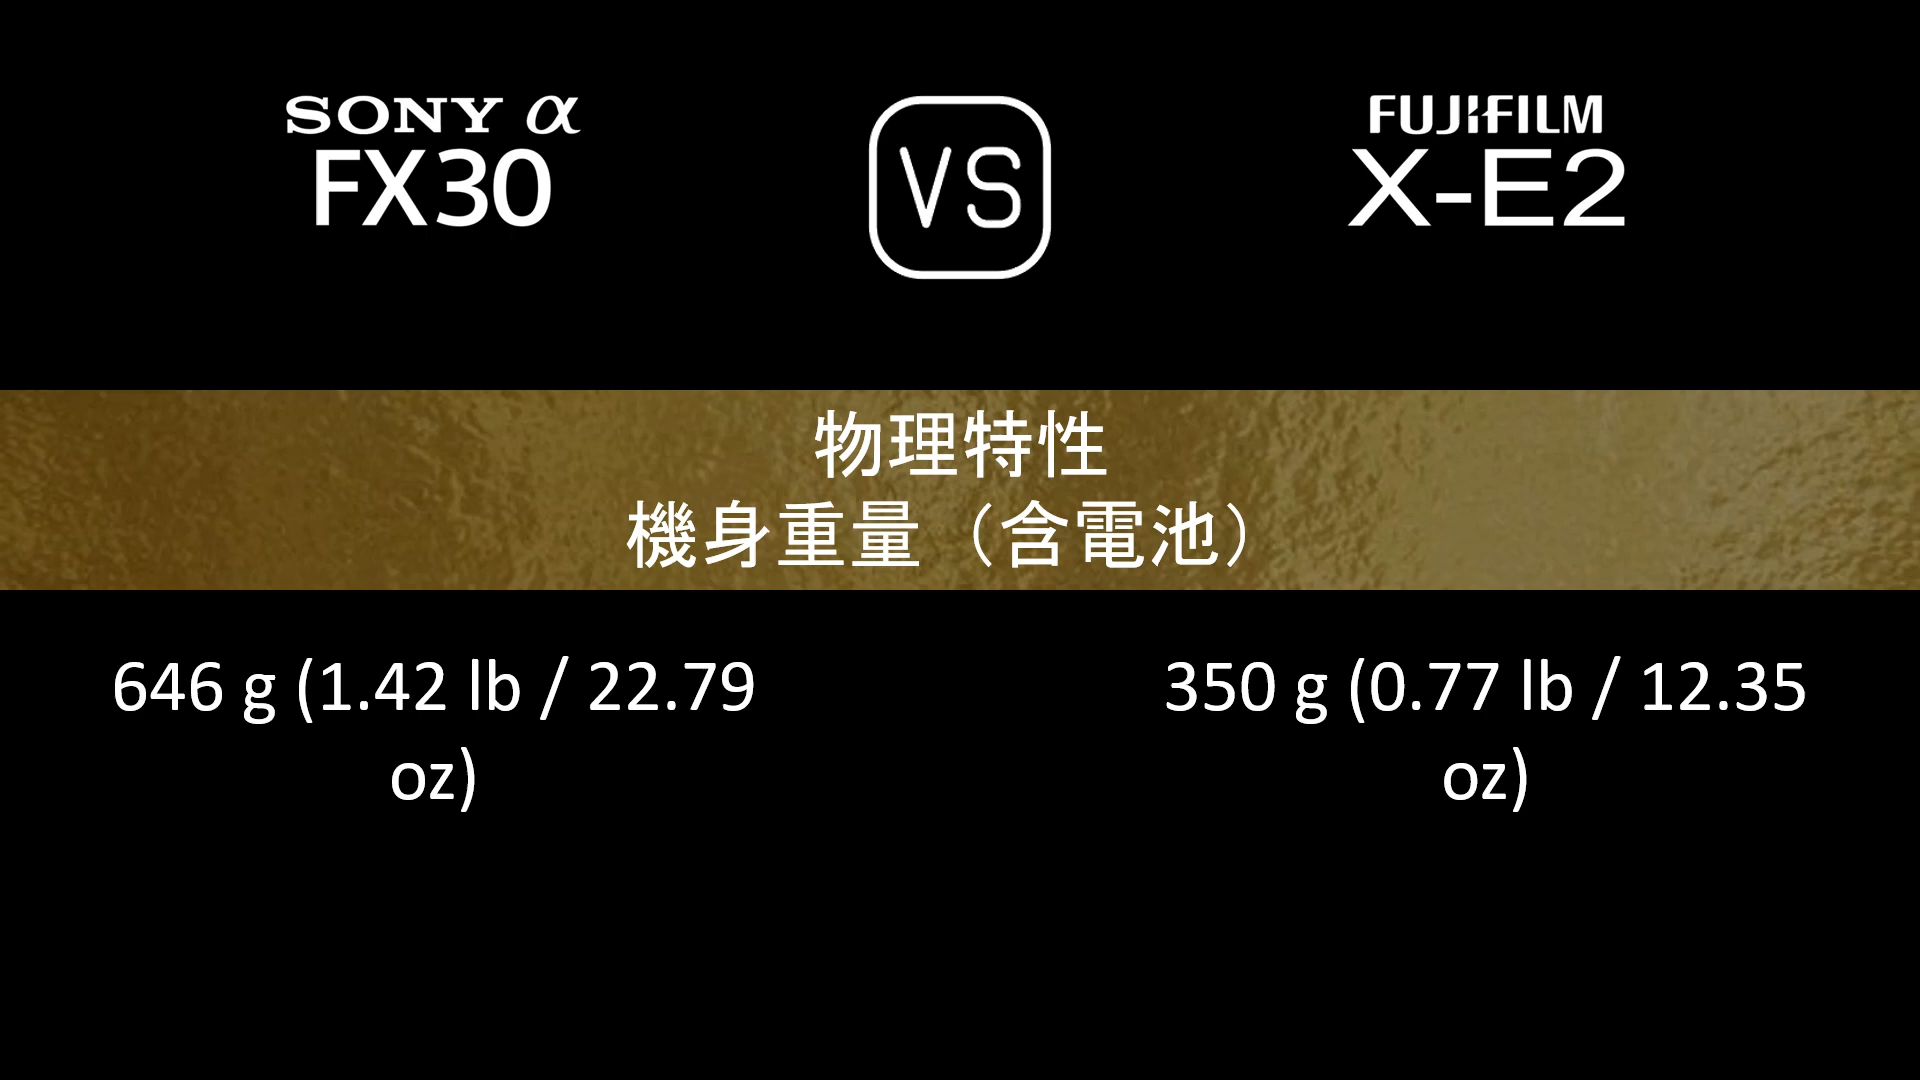 SONY α
FX30
VS
FUJIFILM
X-E2
物理特性
機身重量（含電池）
646 g (1.42 lb / 22.79
oz)
350 g (0.77 lb / 12.35
oz)